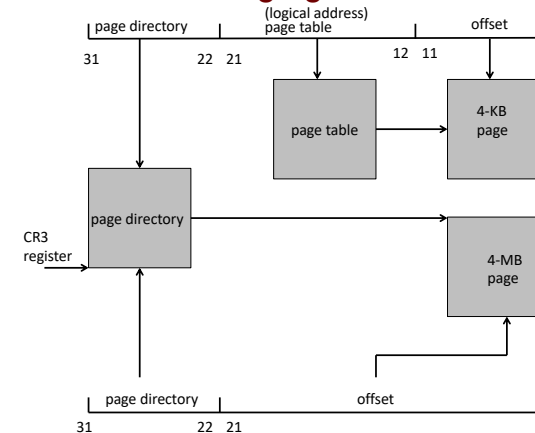 (logical address)
page directory
page table
offset
31
22
21
12
11
page table
4-KB
page
page directory
CR3
register
4-MB
page
page directory
offset
31
22
21